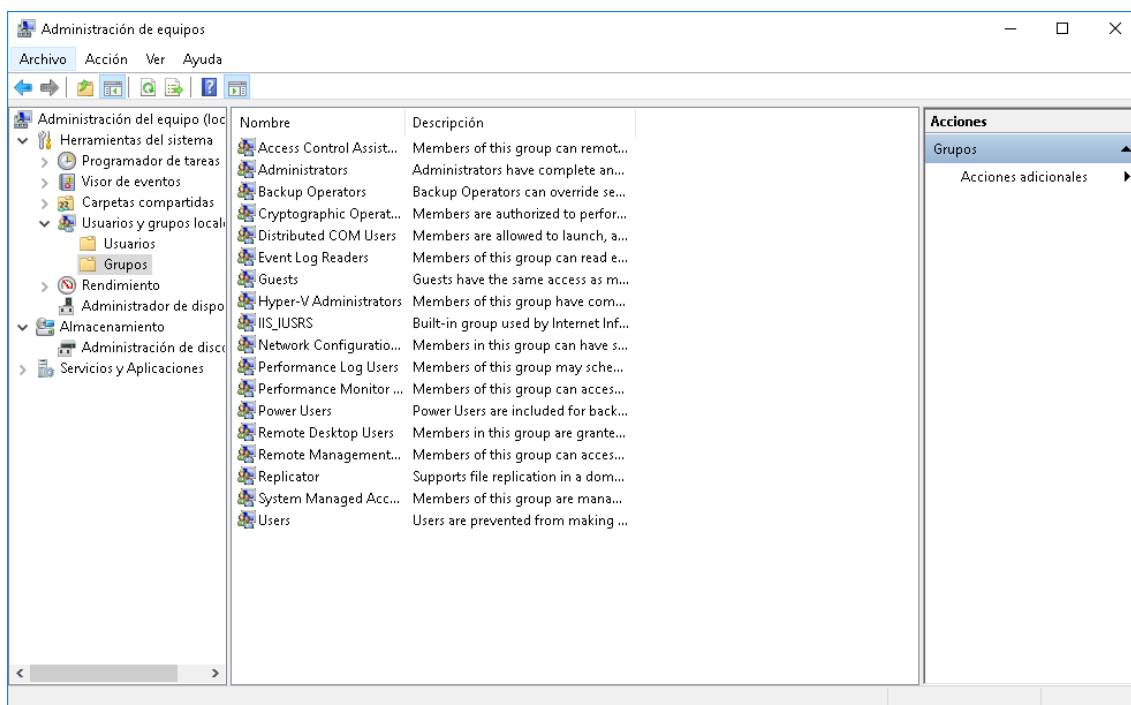 Administración de equipos
Archivo Acción Ver Ayuda
Administración del equipo (loc
Herramientas del sistema
Programador de tareas
Visor de eventos
Carpetas compartidas
Usuarios y grupos local
Usuarios
Grupos
Rendimiento
Administrador de dispo
Almacenamiento
Administración de disc
Servicios y Aplicaciones
Nombre Descripción
Access Control Assist... Members of this group can remot...
Administrators Administrators have complete an...
Backup Operators Backup Operators can override se...
Cryptographic Operat... Members are authorized to perfor...
Distributed COM Users Members are allowed to launch, a...
Event Log Readers Members of this group can read e...
Guests Guests have the same access as m...
Hyper-V Administrators Members of this group have com...
IIS_IUSRS Built-in group used by Internet Inf...
Network Configuratio... Members in this group can have s...
Performance Log Users Members of this group may sche...
Performance Monitor ... Members of this group can acces...
Power Users Power Users are included for back...
Remote Desktop Users Members in this group are grante...
Remote Management... Members of this group can acces...
Replicator Supports file replication in a dom...
System Managed Acc... Members of this group are mana...
Users Users are prevented from making ...
Acciones
Grupos
Acciones adicionales